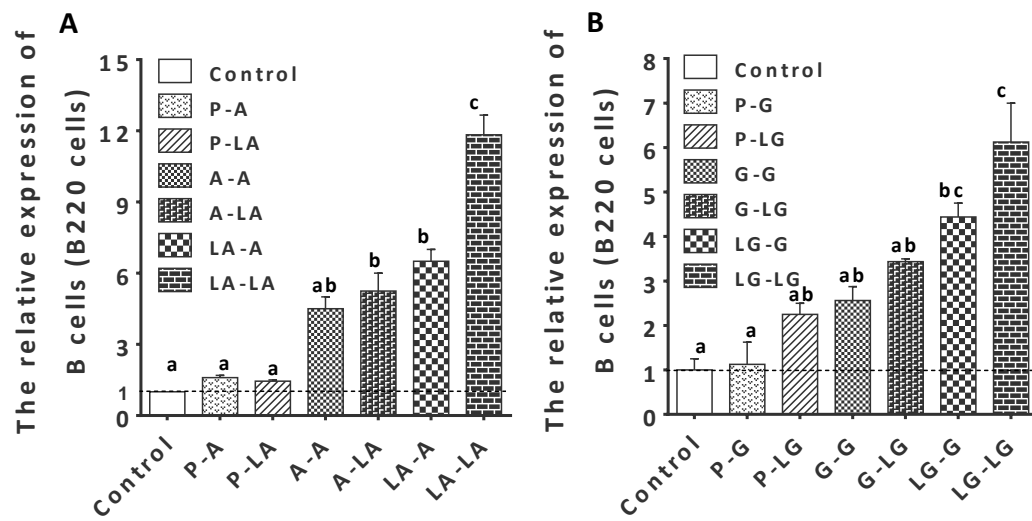 A
The relative expression of
B cells (B220 cells)
15
12
9
6
3
1
0
Control
P-A
P-LA
A-A
A-LA
LA-A
LA-LA
a
a
a
ab
b
b
c
Control
P-A
P-LA
A-A
A-LA
LA-A
LA-LA
B
The relative expression of
B cells (B220 cells)
8
7
6
5
4
3
2
1
0
Control
P-G
P-LG
G-G
G-LG
LG-G
LG-LG
a
a
ab
ab
ab
bc
c
Control
P-G
P-LG
G-G
G-LG
LG-G
LG-LG